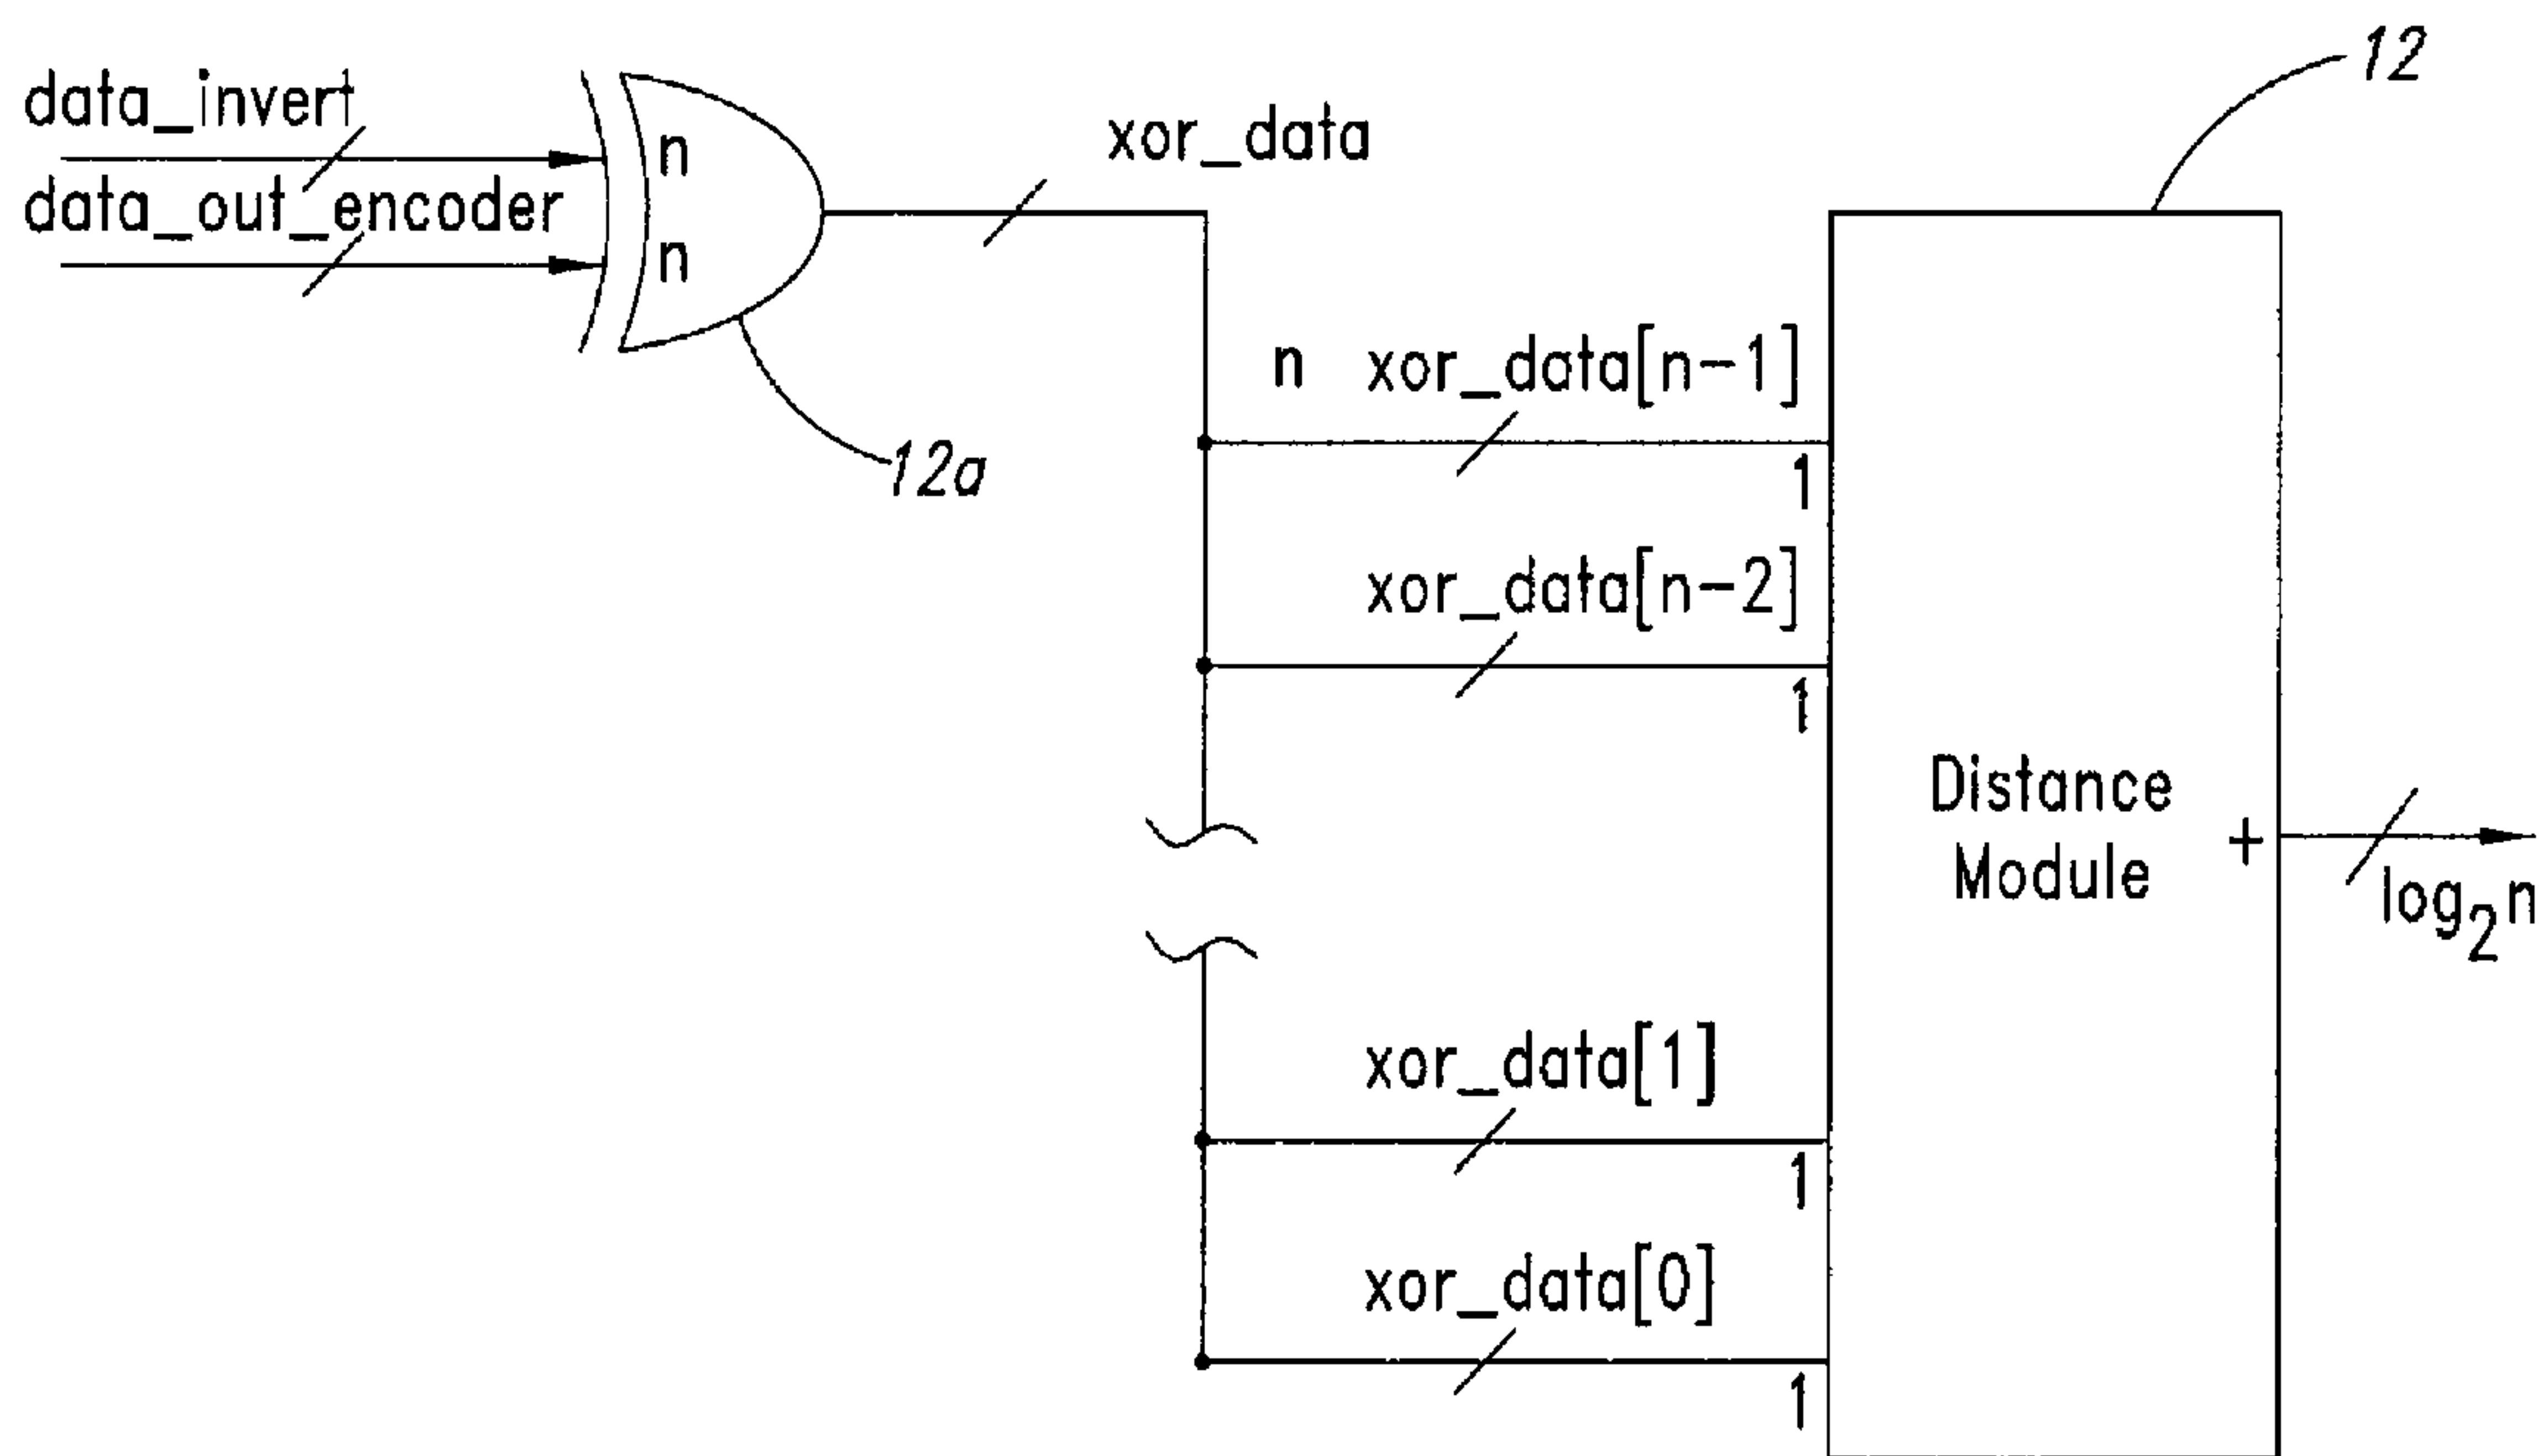 12
data_invert
n
xor_data
data_out_encoder
n
n xor_data[n-1]
12a
1
xor_data[n-2]
1
Distance
Module
+
log₂n
xor_data[1]
1
xor_data[0]
1